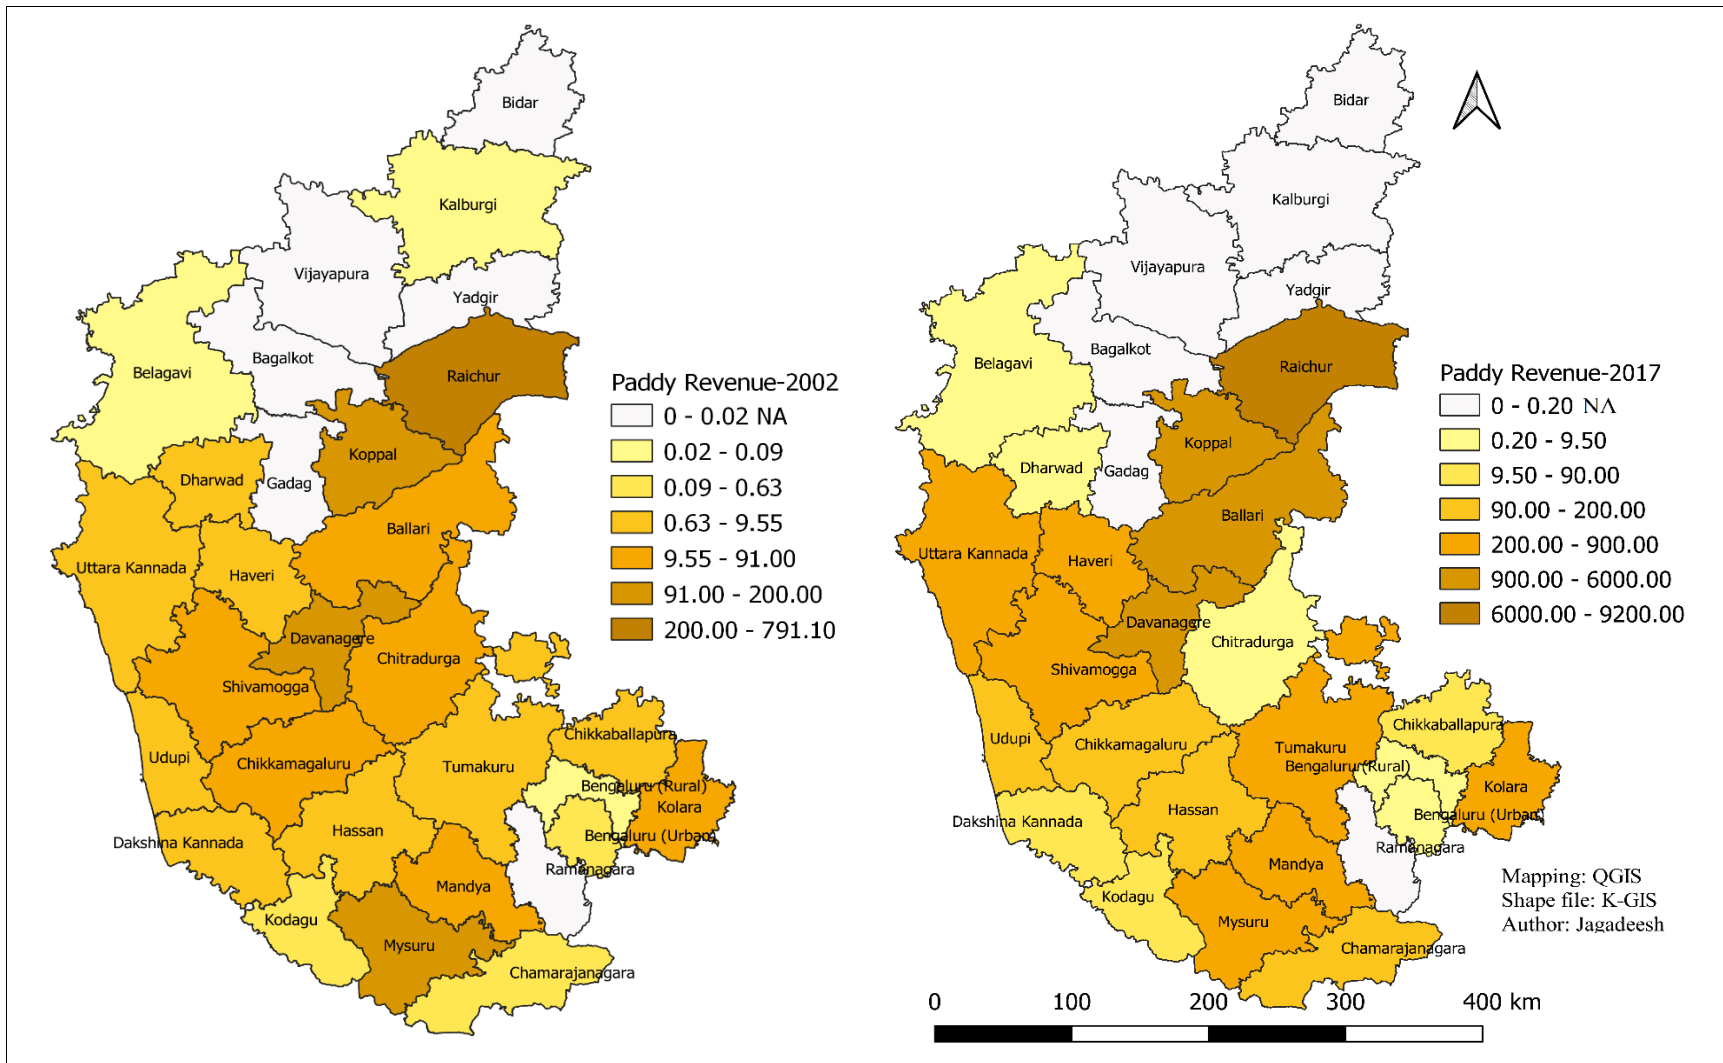 Bidar
Kalburgi
Vijayapura
Yadgir
Bagalkot
Belagavi
Raichur
Koppal
Dharwad
Gadag
Ballari
Uttara Kannada
Haveri
Davanagere
Chitradurga
Shivamogga
Chikkaballapura
Udupi
Chikkamagaluru
Tumakuru
Bengaluru (Rural)
Kolara
Hassan
Bengaluru (Urban)
Dakshina Kannada
Ramanagara
Mandya
Kodagu
Mysuru
Chamarajanagara
Paddy Revenue-2002
0 - 0.02 NA
0.02 - 0.09
0.09 - 0.63
0.63 - 9.55
9.55 - 91.00
91.00 - 200.00
200.00 - 791.10
Bidar
Kalburgi
Vijayapura
Yadgir
Bagalkot
Belagavi
Raichur
Koppal
Dharwad
Gadag
Ballari
Uttara Kannada
Haveri
Davanagere
Chitradurga
Shivamogga
Chikkaballapura
Udupi
Chikkamagaluru
Tumakuru
Bengaluru (Rural)
Kolara
Hassan
Bengaluru (Urban)
Dakshina Kannada
Ramanagara
Mandya
Kodagu
Mysuru
Chamarajanagara
Paddy Revenue-2017
0 - 0.20 NA
0.20 - 9.50
9.50 - 90.00
90.00 - 200.00
200.00 - 900.00
900.00 - 6000.00
6000.00 - 9200.00
Mapping: QGIS
Shape file: K-GIS
Author: Jagadeesh
0 100 200 300 400 km